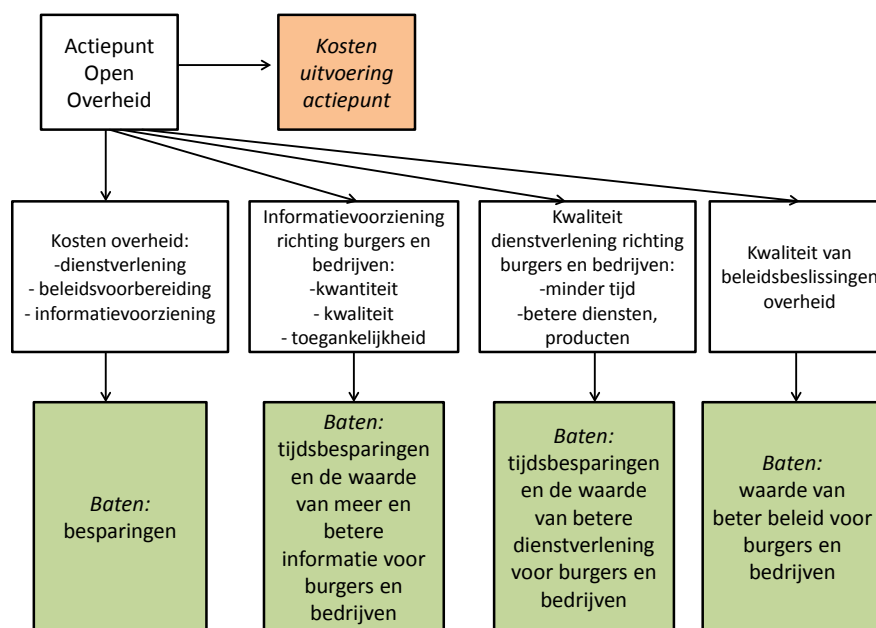 Actiepunt
Open
Overheid
Kosten
uitvoering
actiepunt
Kosten overheid:
-dienstverlening
- beleidsvoorbereiding
- informatievoorziening
Informatievoorziening
richting burgers en
bedrijven:
-kwantiteit
- kwaliteit
- toegankelijkheid
Kwaliteit
dienstverlening richting
burgers en bedrijven:
-minder tijd
-betere diensten,
producten
Kwaliteit van
beleidsbeslissingen
overheid
Baten:
besparingen
Baten:
tijdsbesparingen
en de waarde
van meer en
betere
informatie voor
burgers en
bedrijven
Baten:
tijdsbesparingen
en de waarde
van betere
dienstverlening
voor burgers en
bedrijven
Baten:
waarde van
beter beleid voor
burgers en
bedrijven